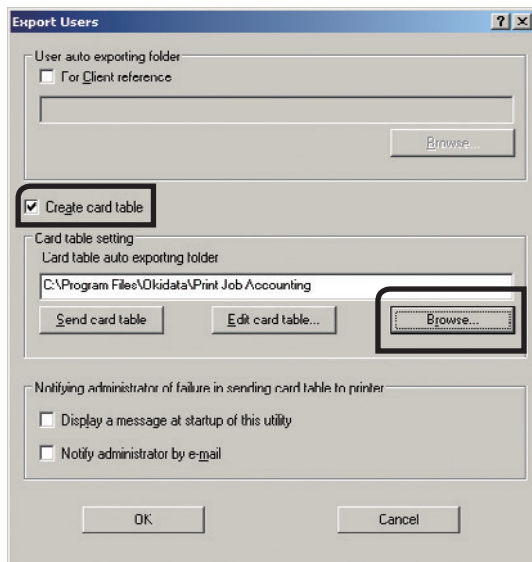 Export Users
User auto exporting folder
For Client reference
Browse...
Create card table
Card table setting
Card table auto exporting folder
C:\Program Files\Okidata\Print Job Accounting
Send card table Edit card table... Browse...
Notifying administrator of failure in sending card table to printer
Display a message at startup of this utility
Notify administrator by e-mail
OK Cancel